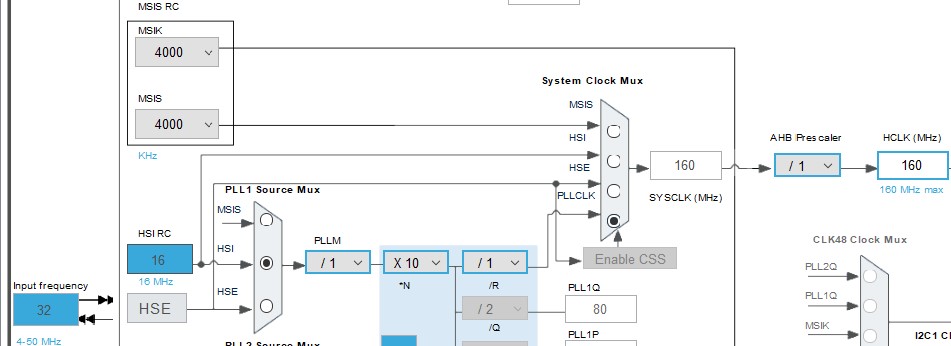 MSIS RC
MSIK
4000
MSIS
4000
KHz
System Clock Mux
MSIS
HSI
HSE
PLLCLK
160
SYSCLK (MHz)
AHB Prescaler
/ 1
HCLK (MHz)
160
160 MHz max
PLL1 Source Mux
MSIS
HSI
HSE
HSI RC
16
16 MHz
HSE
Input frequency
32
4-50 MHz
PLLM
/ 1
X 10
*N
/ 1
/R
/ 2
/Q
Enable CSS
PLL1Q
80
PLL1P
CLK48 Clock Mux
PLL2Q
PLL1Q
MSIK
PLL2 Source Mux